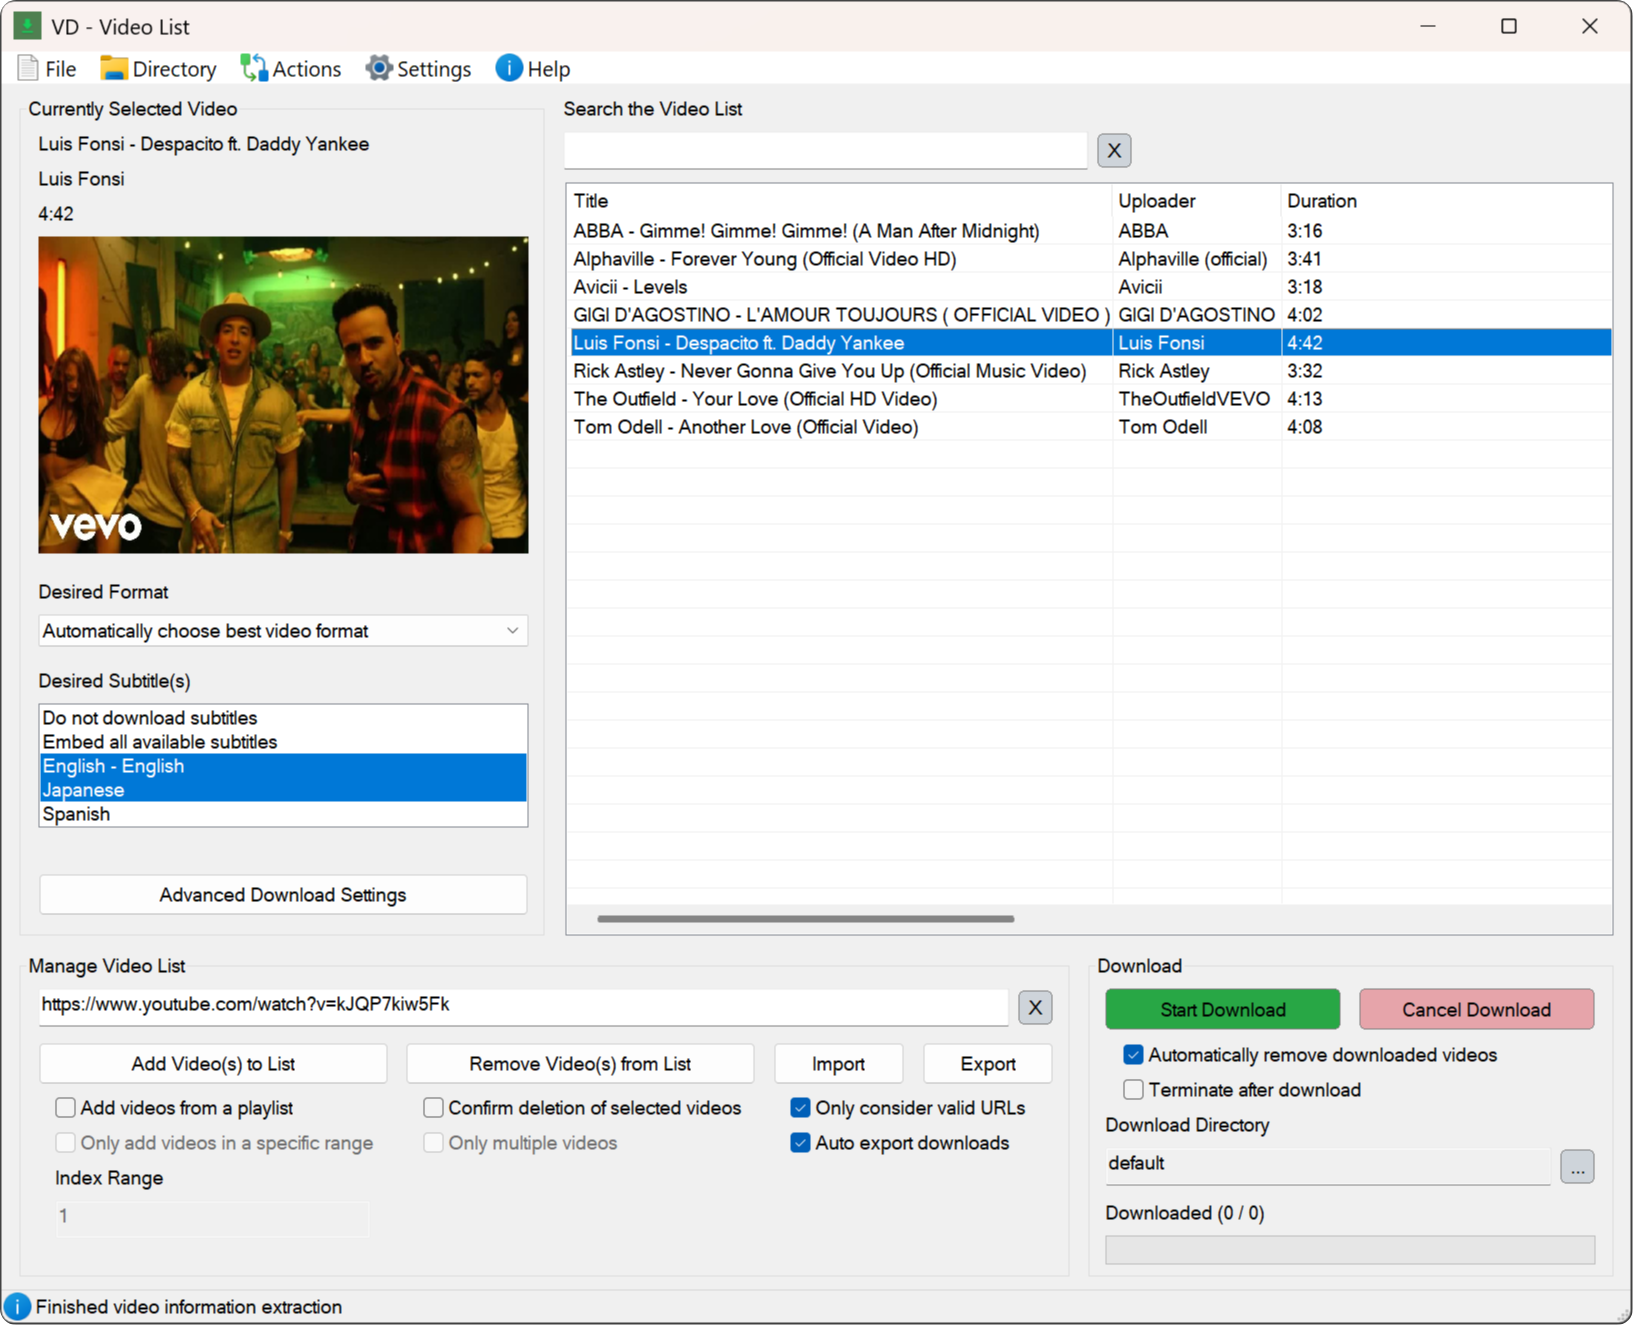 VD - Video List
File Directory Actions Settings Help
Currently Selected Video
Luis Fonsi - Despacito ft. Daddy Yankee
Luis Fonsi
4:42
vevo
Desired Format
Automatically choose best video format
Desired Subtitle(s)
Do not download subtitles
Embed all available subtitles
English - English
Japanese
Spanish
Advanced Download Settings
Search the Video List
X
Title Uploader Duration
ABBA - Gimme! Gimme! Gimme! (A Man After Midnight) ABBA 3:16
Alphaville - Forever Young (Official Video HD) Alphaville (official) 3:41
Avicii - Levels Avicii 3:18
GIGI D'AGOSTINO - L'AMOUR TOUJOURS ( OFFICIAL VIDEO ) GIGI D'AGOSTINO 4:02
Luis Fonsi - Despacito ft. Daddy Yankee Luis Fonsi 4:42
Rick Astley - Never Gonna Give You Up (Official Music Video) Rick Astley 3:32
The Outfield - Your Love (Official HD Video) TheOutfieldVEVO 4:13
Tom Odell - Another Love (Official Video) Tom Odell 4:08
Manage Video List
https://www.youtube.com/watch?v=kJQP7kiw5Fk X
Add Video(s) to List Remove Video(s) from List Import Export
Add videos from a playlist Confirm deletion of selected videos Only consider valid URLs
Only add videos in a specific range Only multiple videos Auto export downloads
Index Range
1
Download
Start Download Cancel Download
Automatically remove downloaded videos
Terminate after download
Download Directory
default ...
Downloaded (0 / 0)
Finished video information extraction